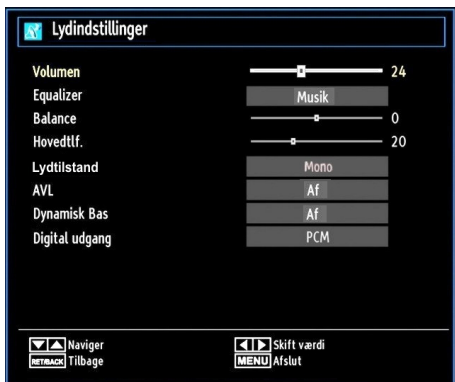 Lydindstillinger
Volumen 24
Equalizer Musik
Balance 0
Hovedtlf. 20
Lydtilstand Mono
AVL Af
Dynamisk Bas Af
Digital udgang PCM
Naviger Skift værdi
RET/BACK Tilbage MENU Afslut